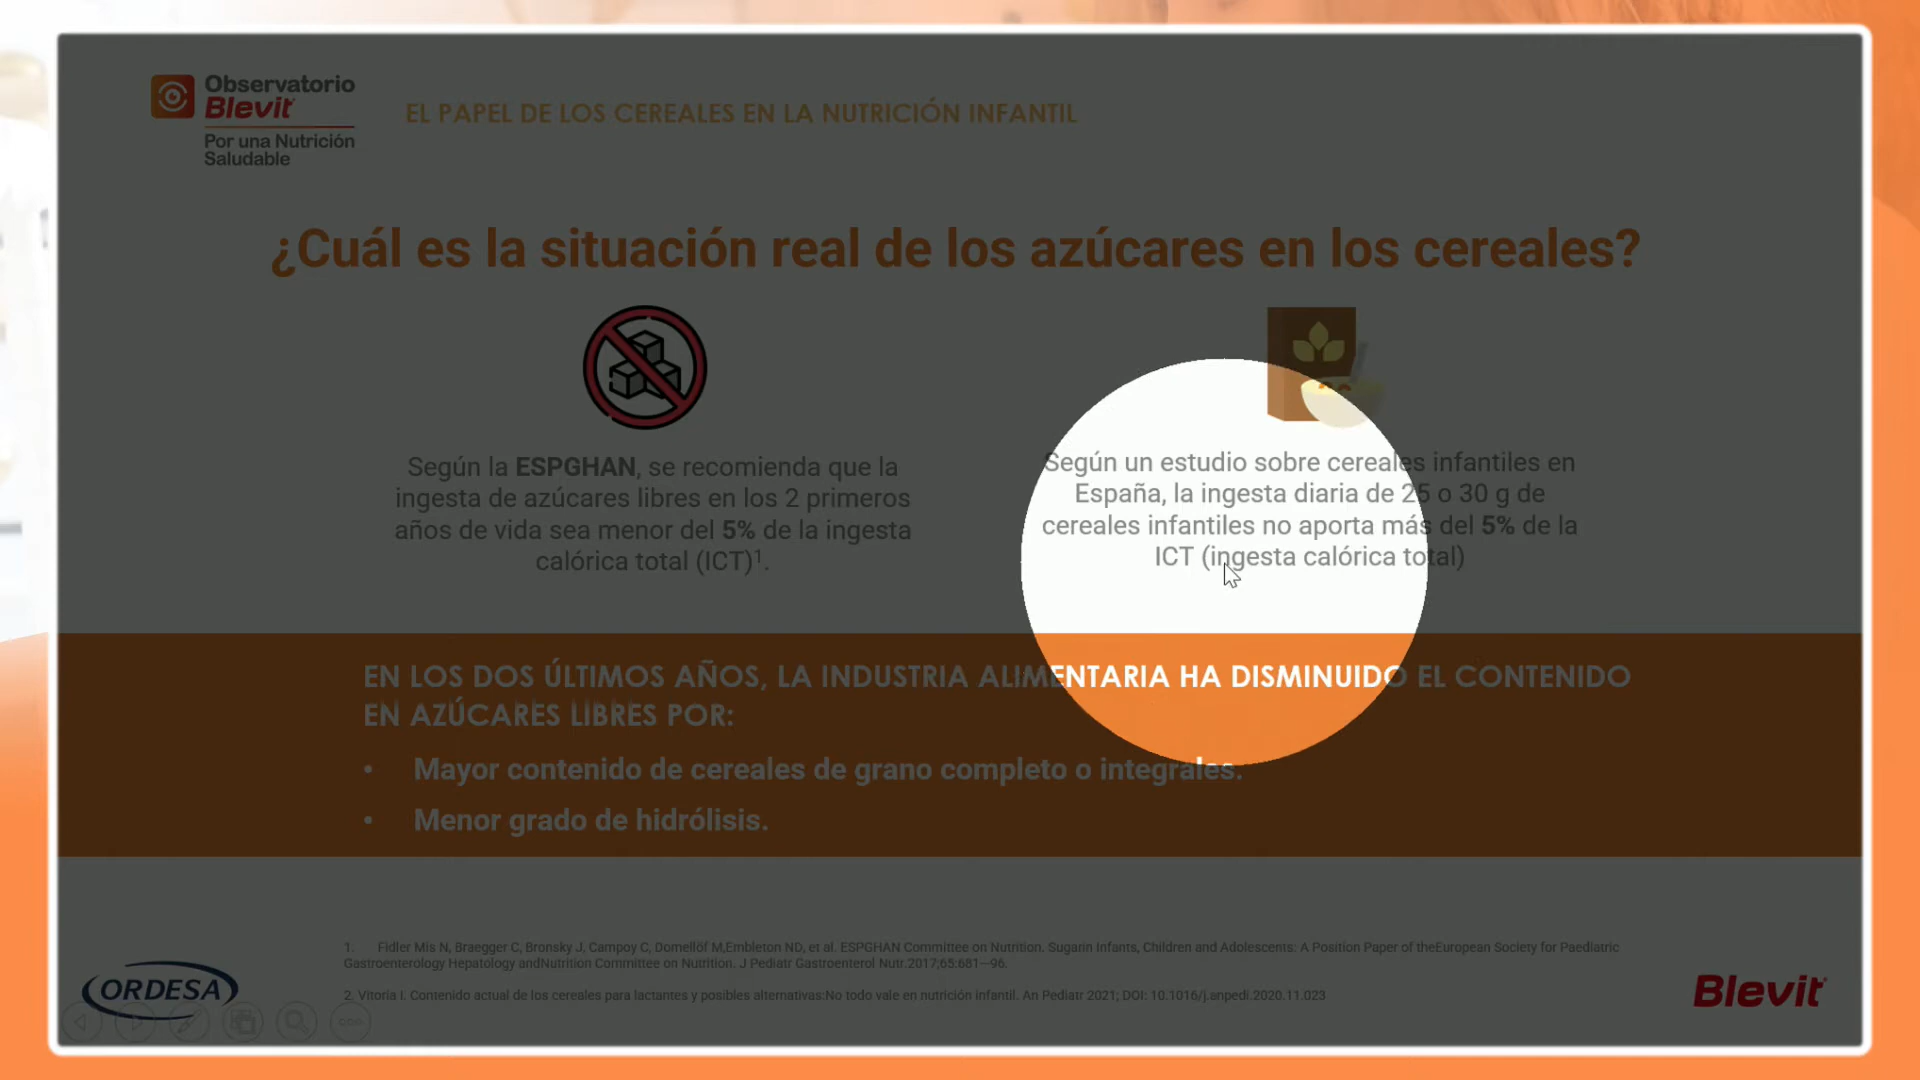 Observatorio
Blevit
Por una Nutrición
Saludable
EL PAPEL DE LOS CEREALES EN LA NUTRICIÓN INFANTIL
¿Cuál es la situación real de los azúcares en los cereales?
Según la ESPGHAN, se recomienda que la
ingesta de azúcares libres en los 2 primeros
años de vida sea menor del 5% de la ingesta
calórica total (ICT)¹.
Según un estudio sobre cereales infantiles en
España, la ingesta diaria de 25 o 30 g de
cereales infantiles no aporta más del 5% de la
ICT (ingesta calórica total)
EN LOS DOS ÚLTIMOS AÑOS, LA INDUSTRIA ALIMENTARIA HA DISMINUIDO EL CONTENIDO
EN AZÚCARES LIBRES POR:
• Mayor contenido de cereales de grano completo o integrales.
• Menor grado de hidrólisis.
1. Fidler Mis N, Braegger C, Bronsky J, Campoy C, Domellöf M,Embleton ND, et al. ESPGHAN Committee on Nutrition. Sugarin Infants, Children and Adolescents: A Position Paper of theEuropean Society for Paediatric
Gastroenterology Hepatology andNutrition Committee on Nutrition. J Pediatr Gastroenterol Nutr.2017;65:681—96.
2. Vitoria I. Contenido actual de los cereales para lactantes y posibles alternativas:No todo vale en nutrición infantil. An Pediatr 2021; DOI: 10.1016/j.anpedi.2020.11.023
ORDESA
Blevit